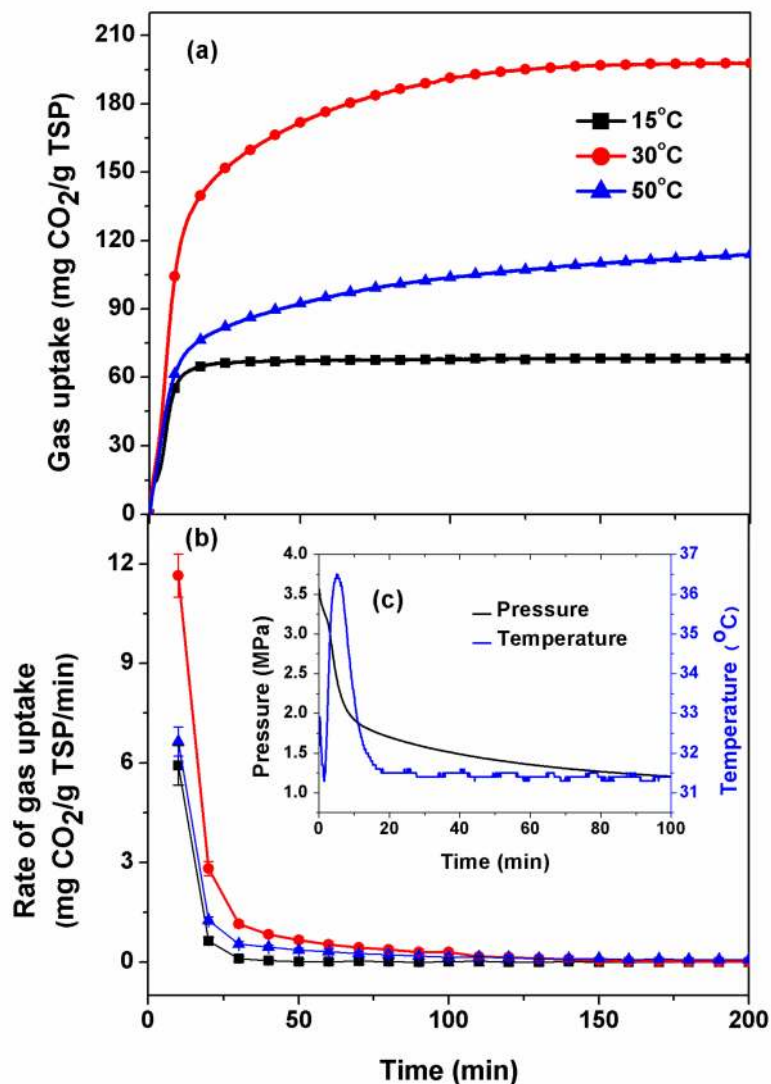 (a)
Gas uptake (mg CO2/g TSP)
210
180
150
120
90
60
30
0
15°C
30°C
50°C
(b)
Rate of gas uptake
(mg CO2/g TSP/min)
12
9
6
3
0
0
50
100
150
200
Time (min)
(c)
Pressure (MPa)
4.0
3.5
3.0
2.5
2.0
1.5
1.0
Pressure
Temperature
37
36
35
34
33
32
31
Temperature (°C)
0
20
40
60
80
100
Time (min)